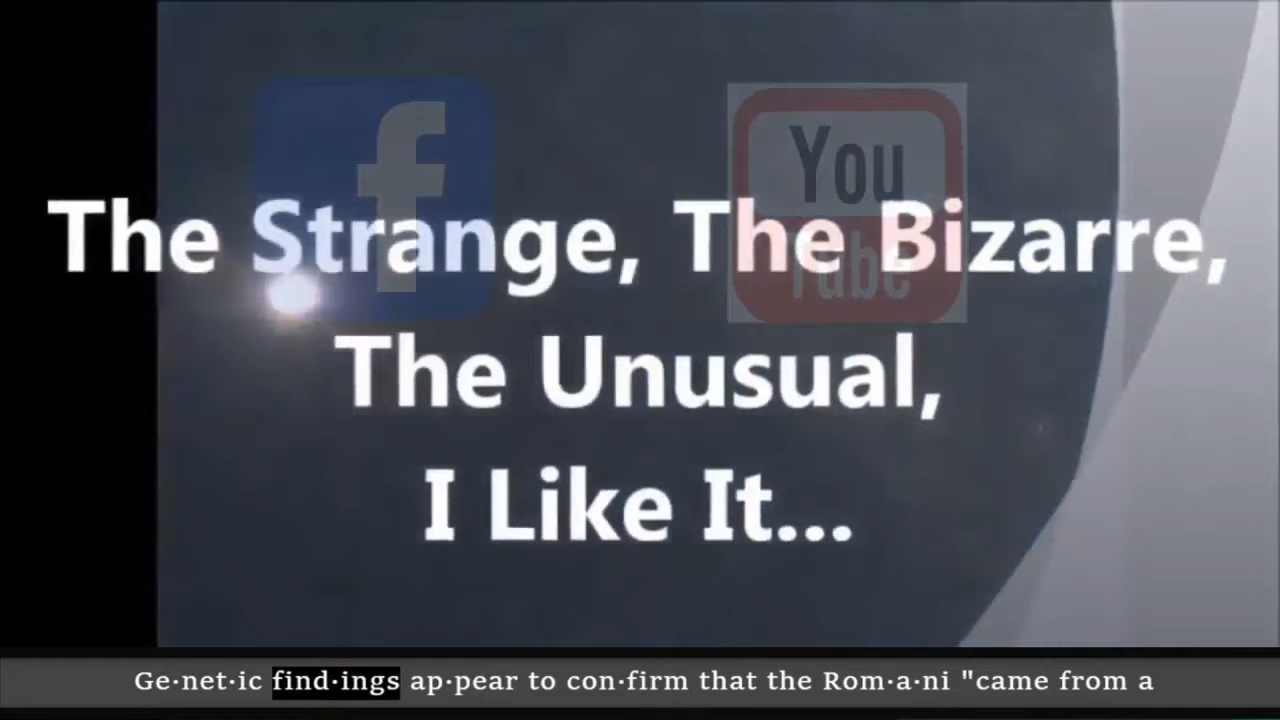 f
You
Tube
The Strange, The Bizarre,
The Unusual,
I Like It...
Ge·net·ic find·ings ap·pear to con·firm that the Rom·a·ni "came from a